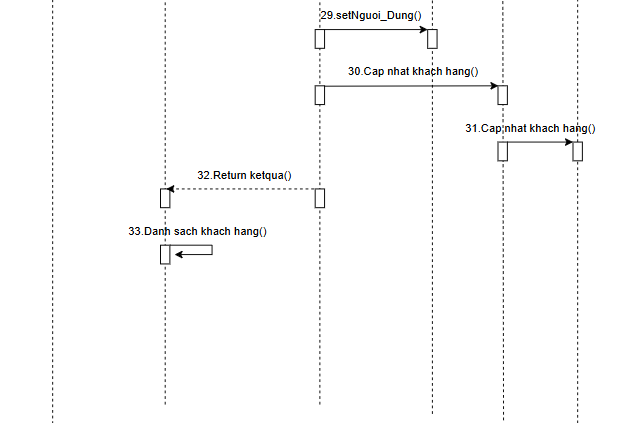 29.setNguoi_Dung()
30.Cap nhat khach hang()
31.Cap nhat khach hang()
32.Return ketqua()
33.Danh sach khach hang()